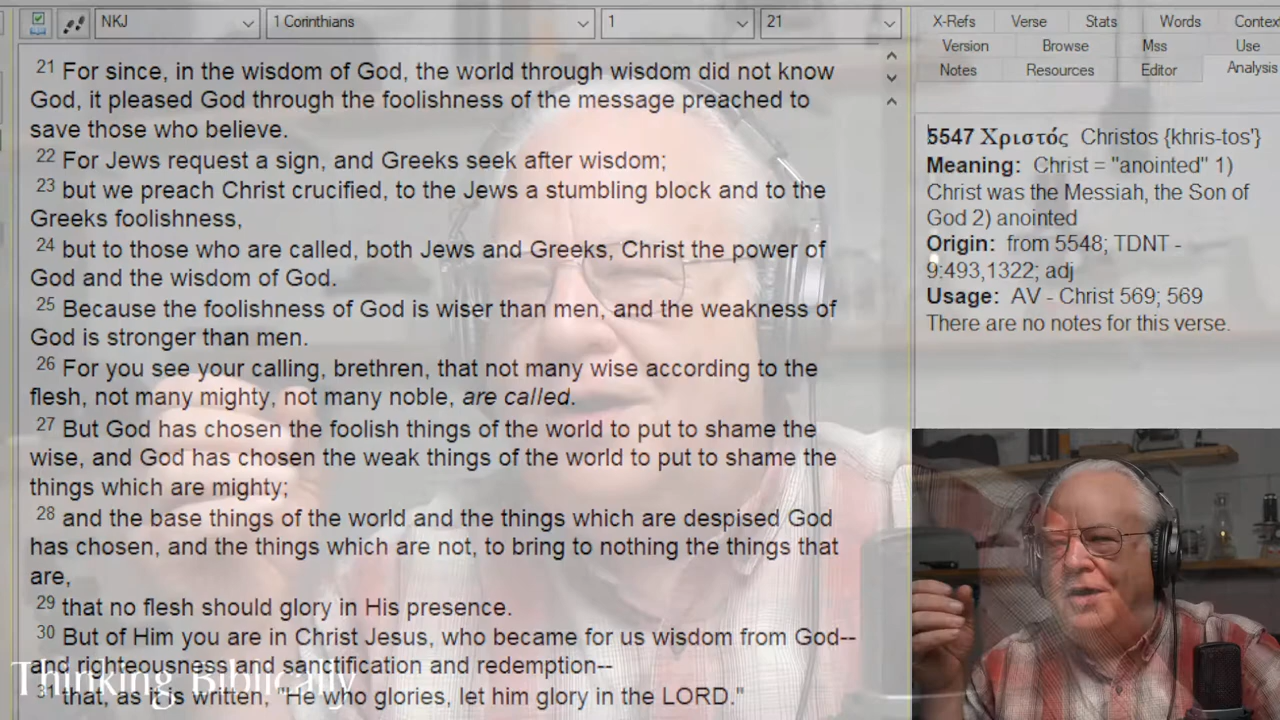 NKJ 1 Corinthians 1 21
X-Refs Verse Stats Words Contex
Version Browse Mss Use
Notes Resources Editor Analysis
21 For since, in the wisdom of God, the world through wisdom did not know
God, it pleased God through the foolishness of the message preached to
save those who believe.
22 For Jews request a sign, and Greeks seek after wisdom;
23 but we preach Christ crucified, to the Jews a stumbling block and to the
Greeks foolishness,
24 but to those who are called, both Jews and Greeks, Christ the power of
God and the wisdom of God.
25 Because the foolishness of God is wiser than men, and the weakness of
God is stronger than men.
26 For you see your calling, brethren, that not many wise according to the
flesh, not many mighty, not many noble, are called.
27 But God has chosen the foolish things of the world to put to shame the
wise, and God has chosen the weak things of the world to put to shame the
things which are mighty;
28 and the base things of the world and the things which are despised God
has chosen, and the things which are not, to bring to nothing the things that
are,
29 that no flesh should glory in His presence.
30 But of Him you are in Christ Jesus, who became for us wisdom from God--
and righteousness and sanctification and redemption--
31 that, as it is written, "He who glories, let him glory in the LORD."
Thinking Biblically
5547 Χριστός Christos {khris-tos'}
Meaning: Christ = "anointed" 1)
Christ was the Messiah, the Son of
God 2) anointed
Origin: from 5548; TDNT -
9:493,1322; adj
Usage: AV - Christ 569; 569
There are no notes for this verse.